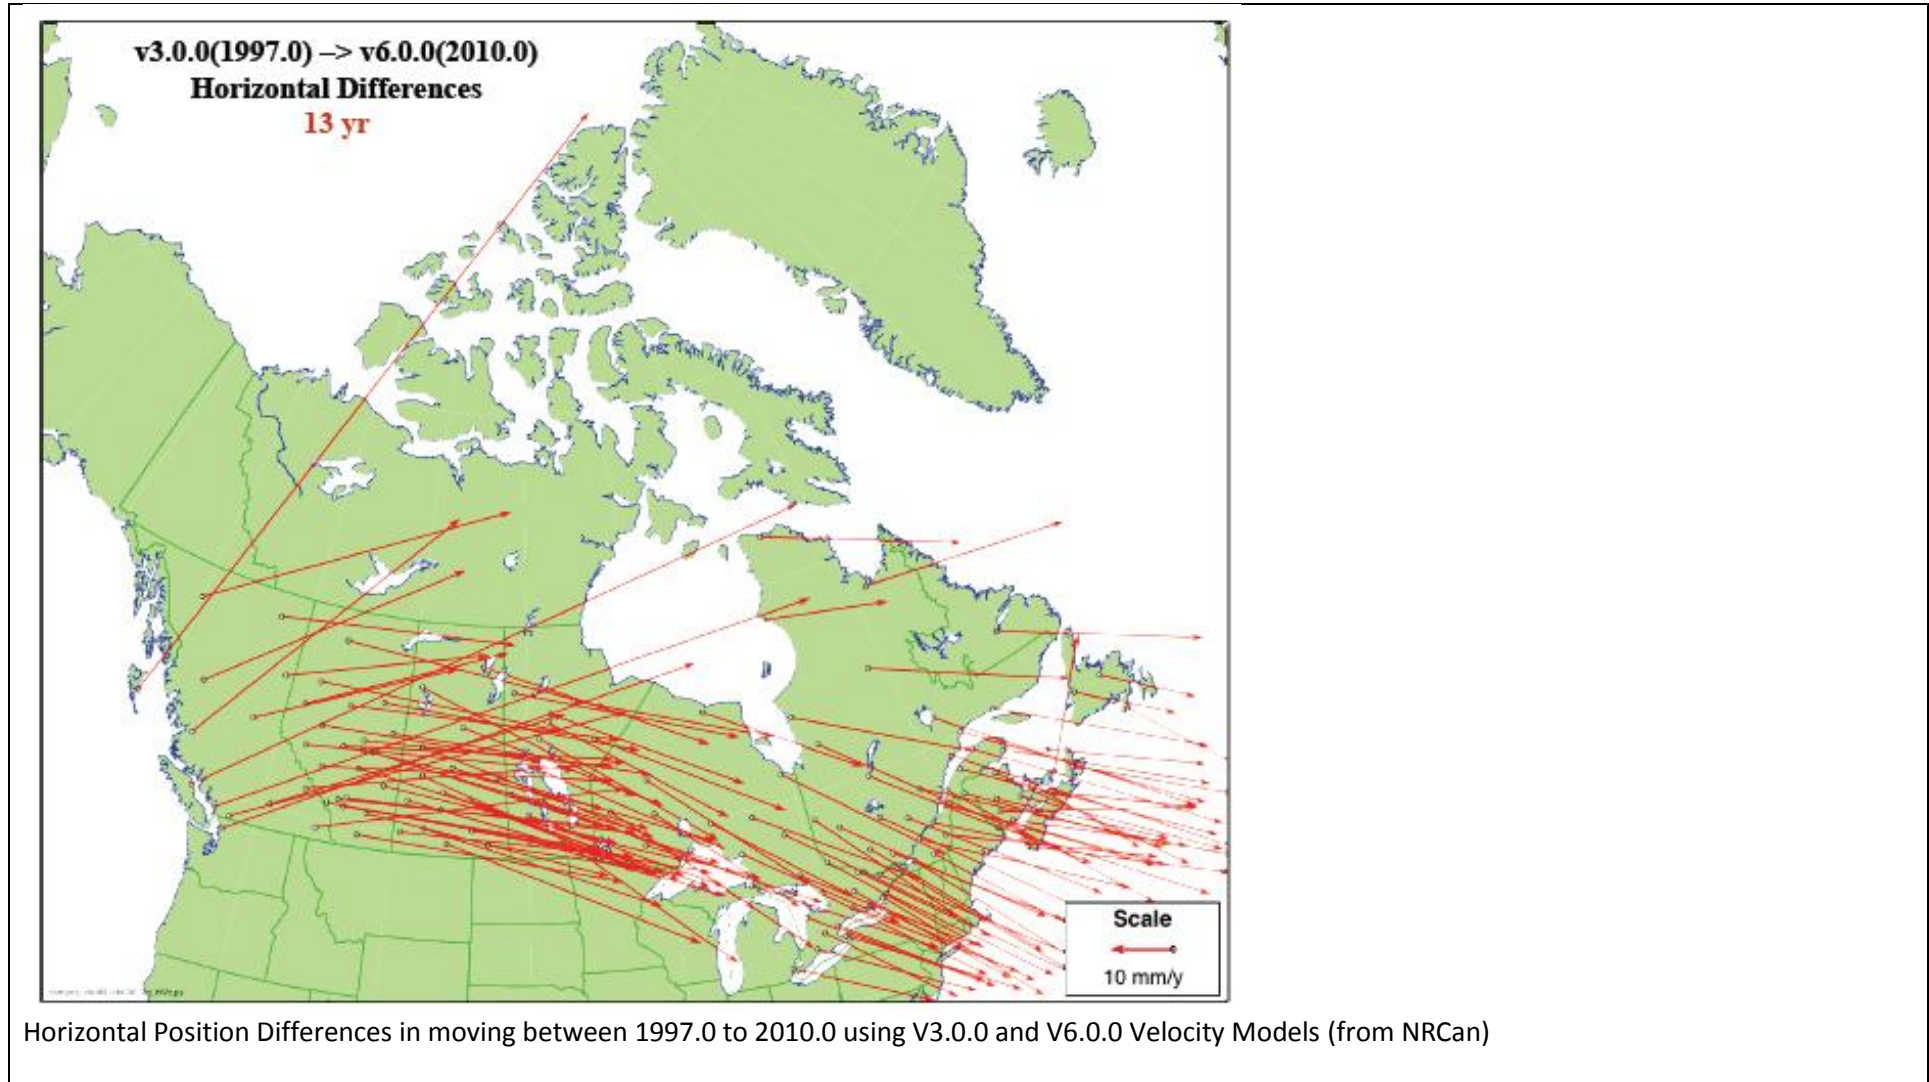 v3.0.0(1997.0) –> v6.0.0(2010.0)
Horizontal Differences
13 yr
Scale
10 mm/y
Horizontal Position Differences in moving between 1997.0 to 2010.0 using V3.0.0 and V6.0.0 Velocity Models (from NRCan)